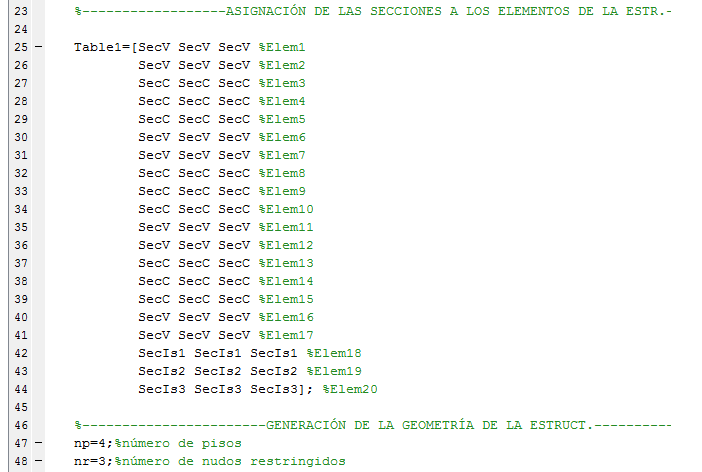 23 %------------------ASIGNACIÓN DE LAS SECCIONES A LOS ELEMENTOS DE LA ESTR.-
24
25 – Table1=[SecV SecV SecV %Elem1
26 SecV SecV SecV %Elem2
27 SecC SecC SecC %Elem3
28 SecC SecC SecC %Elem4
29 SecC SecC SecC %Elem5
30 SecV SecV SecV %Elem6
31 SecV SecV SecV %Elem7
32 SecC SecC SecC %Elem8
33 SecC SecC SecC %Elem9
34 SecC SecC SecC %Elem10
35 SecV SecV SecV %Elem11
36 SecV SecV SecV %Elem12
37 SecC SecC SecC %Elem13
38 SecC SecC SecC %Elem14
39 SecC SecC SecC %Elem15
40 SecV SecV SecV %Elem16
41 SecV SecV SecV %Elem17
42 SecIs1 SecIs1 SecIs1 %Elem18
43 SecIs2 SecIs2 SecIs2 %Elem19
44 SecIs3 SecIs3 SecIs3]; %Elem20
45
46 %-----------------------GENERACIÓN DE LA GEOMETRÍA DE LA ESTRUCT.----------
47 – np=4;%número de pisos
48 – nr=3;%número de nudos restringidos